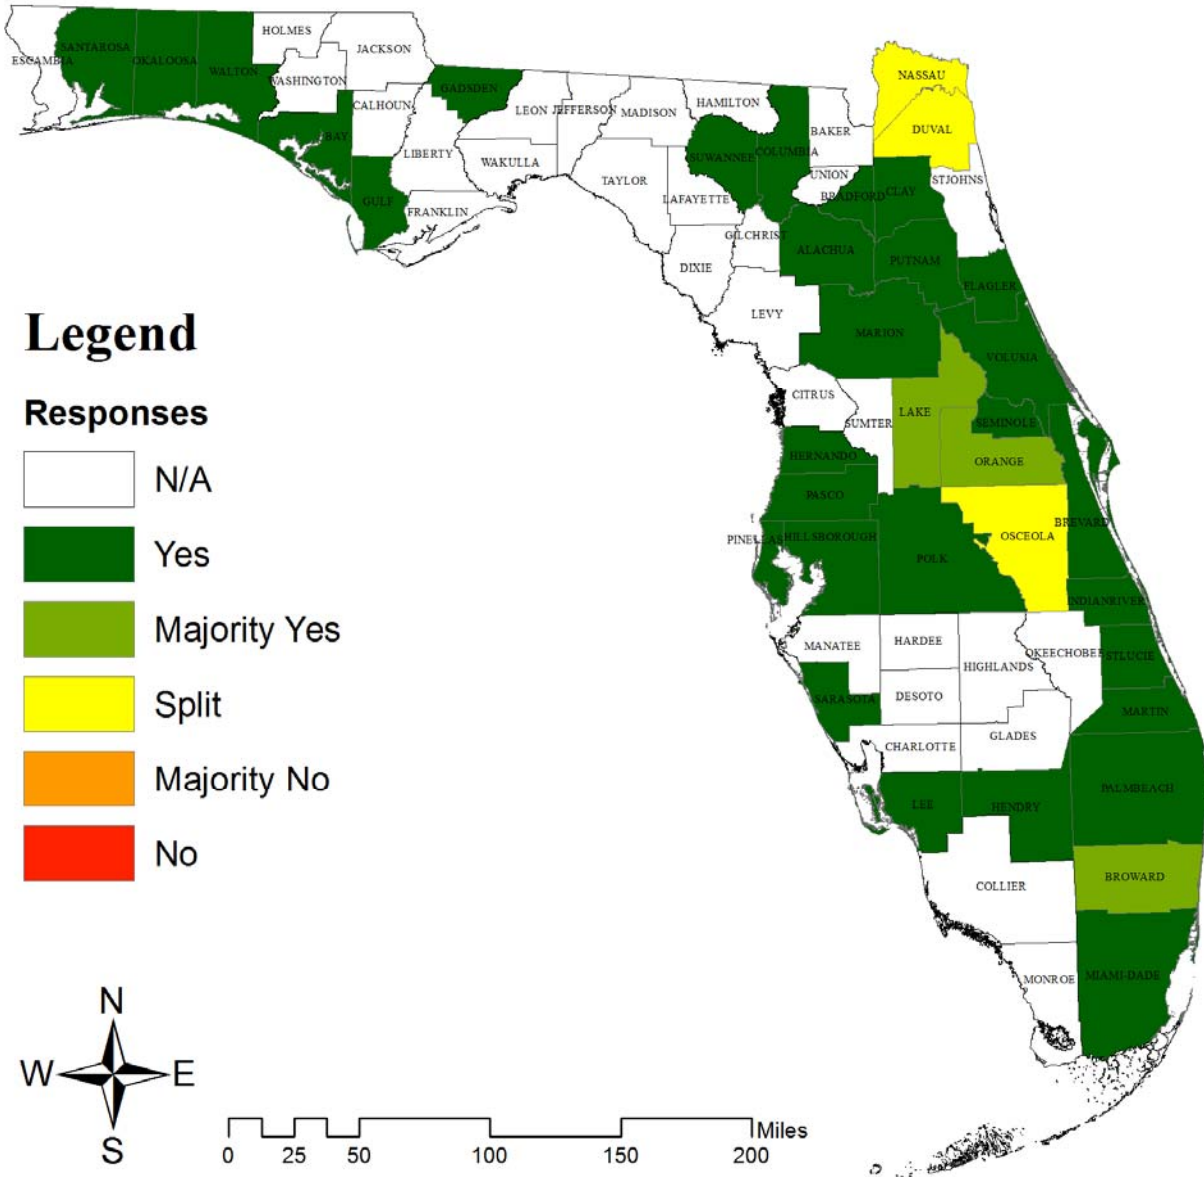 HOLMES
JACKSON
SANTAROSA
ESCAMBIA
OKALOOSA
WALTON
WASHINGTON
GADSDEN
CALHOUN
LEON
JEFFERSON
MADISON
HAMILTON
NASSAU
DUVAL
BAY
BAKER
LIBERTY
WAKULLA
SUWANNEE
COLUMBIA
TAYLOR
UNION
STJOHNS
LAFAYETTE
BRADFORD
CLAY
GULF
FRANKLIN
GILCHRIST
ALACHUA
PUTNAM
DIXIE
FLAGLER
LEVY
MARION
VOLUSIA
CITRUS
LAKE
SUMTER
SEMINOLE
HERNANDO
ORANGE
PASCO
BREVARD
PINELLAS
HILLSBOROUGH
OSCEOLA
POLK
INDIANRIVER
MANATEE
HARDEE
OKEECHOBEE
STLUCIE
HIGHLANDS
SARASOTA
DESOTO
MARTIN
CHARLOTTE
GLADES
LEE
HENDRY
PALMBEACH
BROWARD
COLLIER
MONROE
MIAMI-DADE
Legend
Responses
N/A
Yes
Majority Yes
Split
Majority No
No
N
W E
S
Miles
0 25 50 100 150 200